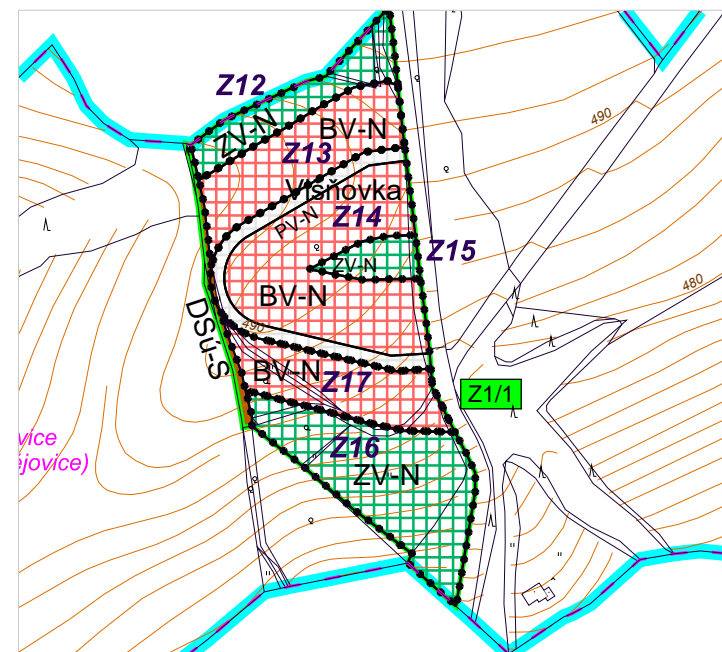 Z12
490
ZV-N
BV-N
Z13
Višňovka
Z14
PV-N
Z15
ZV-N
480
BV-N
DSú-S
490
BV-N
Z17
Z1/1
vice
ejovice)
Z16
ZV-N